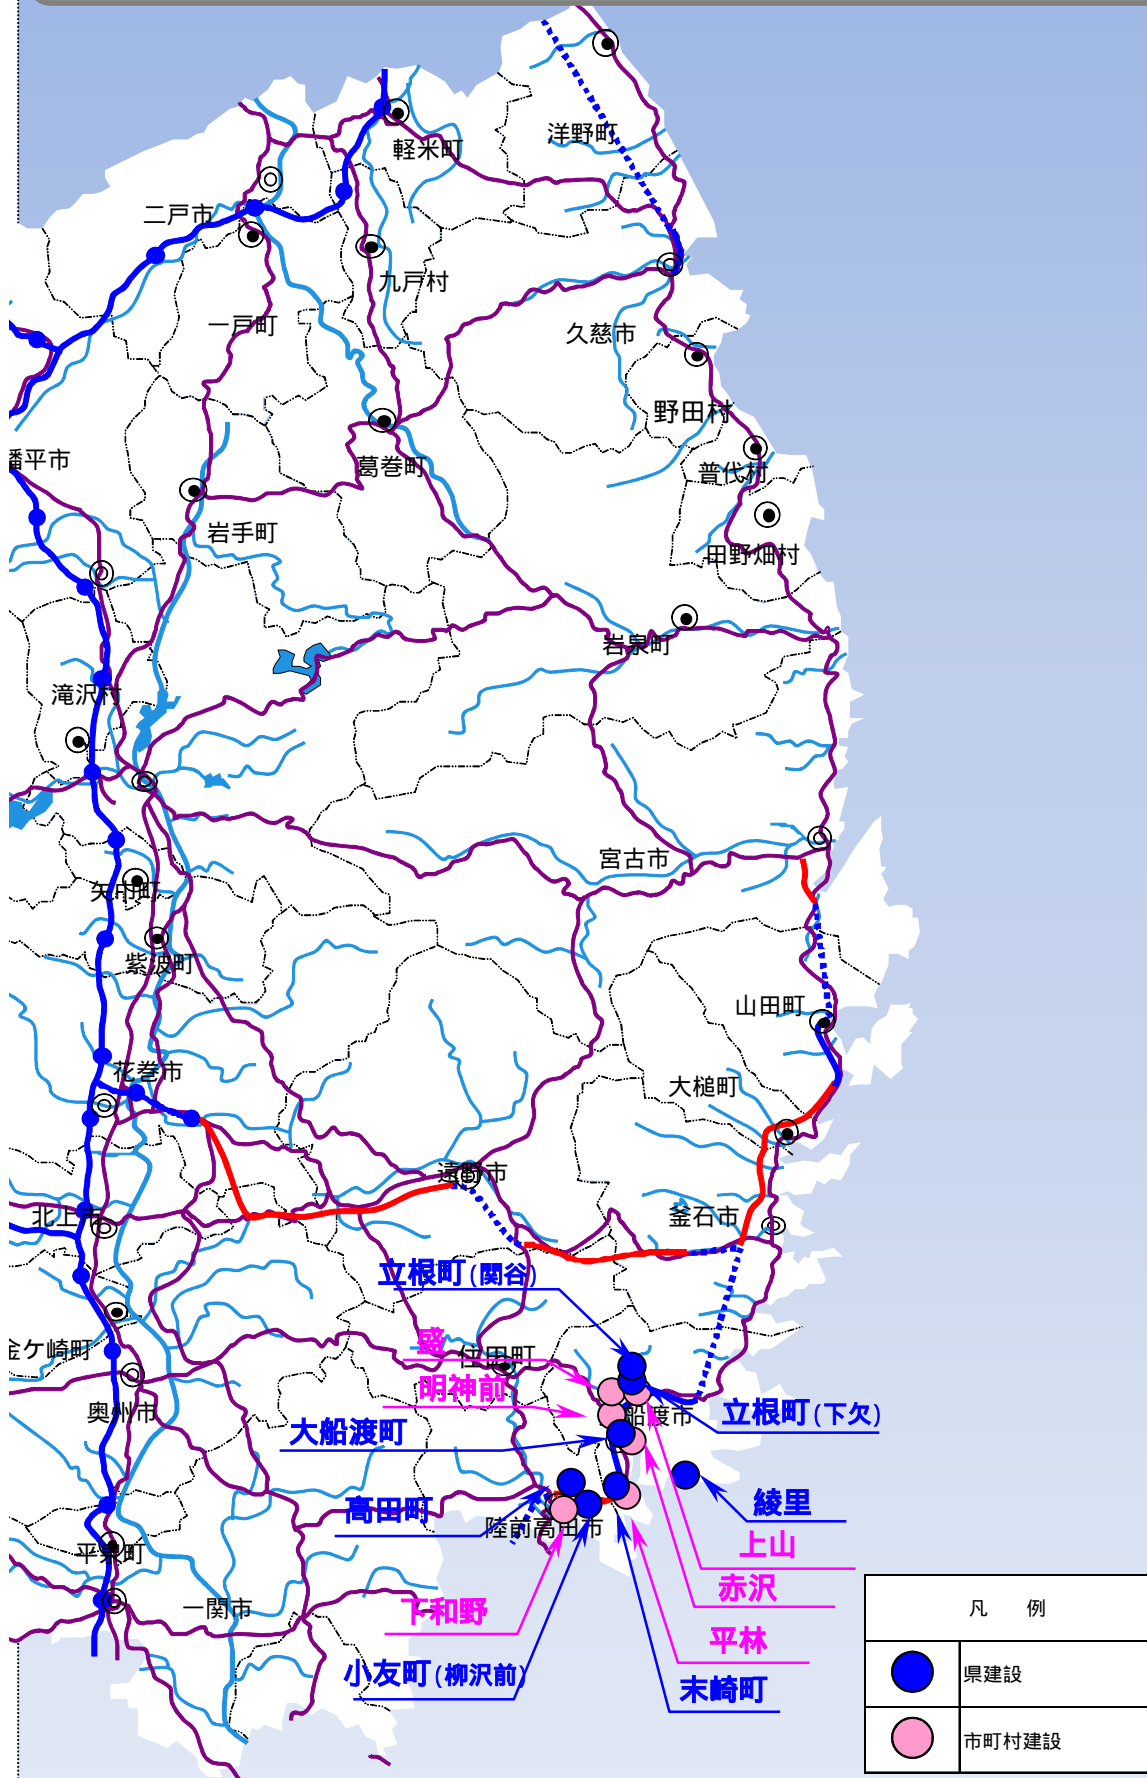 洋野町
軽米町
二戸市
九戸村
一戸町
久慈市
野田村
幡平市
葛巻町
普代村
岩手町
田野畑村
岩泉町
滝沢村
宮古市
矢巾町
紫波町
山田町
花巻市
大槌町
遠野市
北上市
釜石市
立根町(関谷)
盛
住田町
金ケ崎町
明神前
奥州市
船渡市
立根町(下欠)
大船渡町
綾里
高田町
陸前高田市
上山
平泉町
赤沢
一関市
下和野
平林
小友町(柳沢前)
末崎町
凡 例
県建設
市町村建設